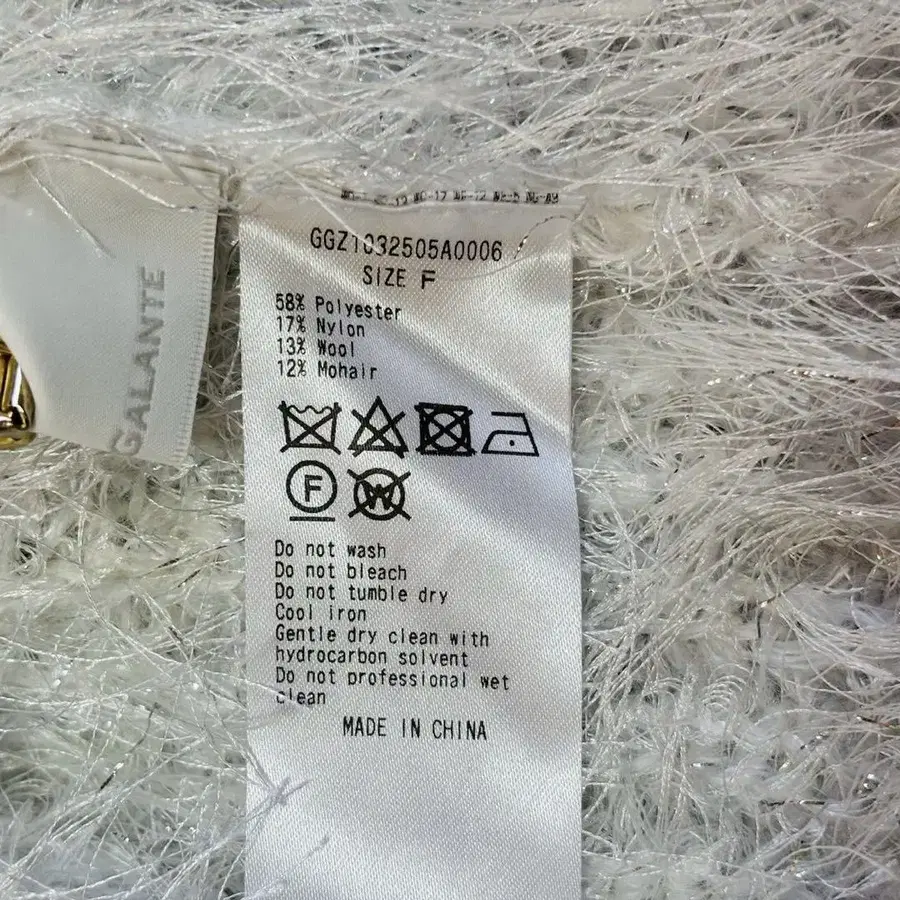 GALANTE
GGZ1032505A0006
SIZE F
58% Polyester
17% Nylon
13% Wool
12% Mohair
F
W
Do not wash
Do not bleach
Do not tumble dry
Cool iron
Gentle dry clean with
hydrocarbon solvent
Do not professional wet
clean
MADE IN CHINA